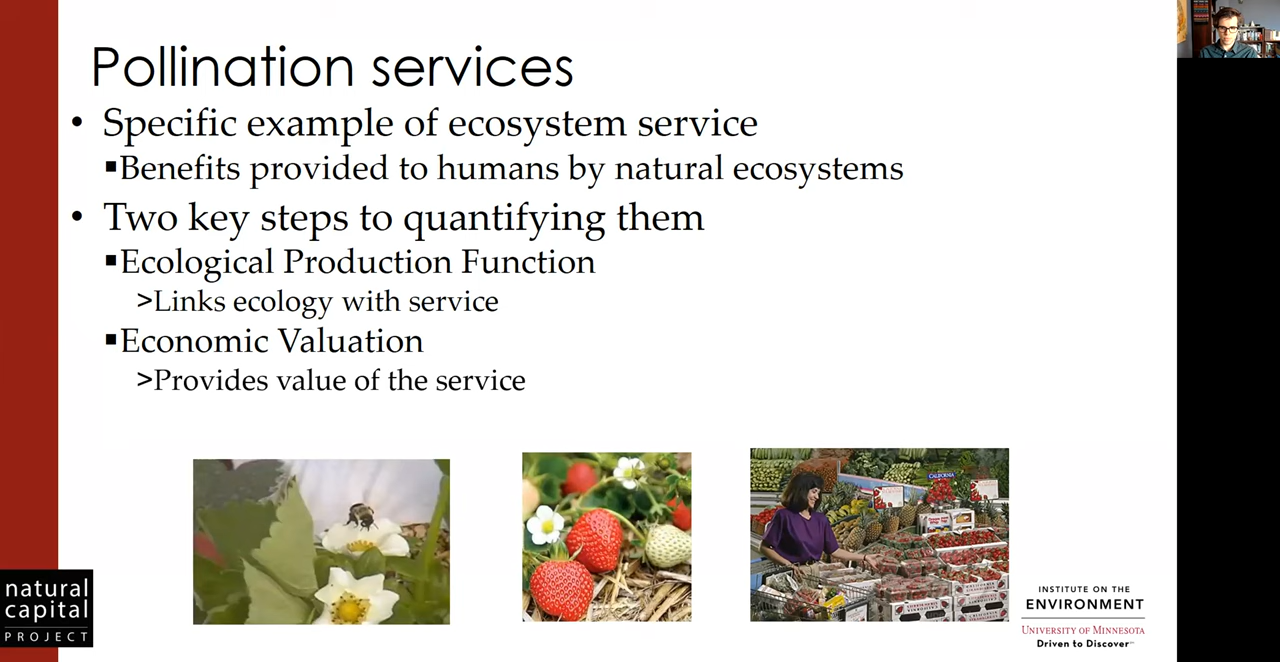 Pollination services
• Specific example of ecosystem service
▪Benefits provided to humans by natural ecosystems
• Two key steps to quantifying them
▪Ecological Production Function
>Links ecology with service
▪Economic Valuation
>Provides value of the service
CALIFORNIA
natural
capital
PROJECT
INSTITUTE ON THE
ENVIRONMENT
UNIVERSITY OF MINNESOTA
Driven to Discover℠